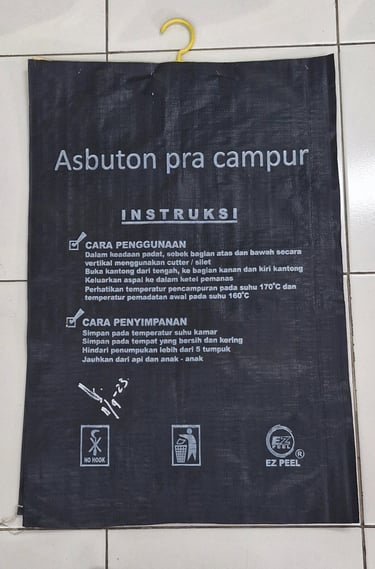 Asbuton pra campur
INSTRUKSI
CARA PENGGUNAAN
Dalam keadaan padat, sobek bagian atas dan bawah secara
vertikal menggunakan cutter / silet
Buka kantong dari tengah, ke bagian kanan dan kiri kantong
Keluarkan aspal ke dalam ketel pemanas
Perhatikan temperatur pencampuran pada suhu 170°C dan
temperatur pemadatan awal pada suhu 160°C
CARA PENYIMPANAN
Simpan pada temperatur suhu kamar
Simpan pada tempat yang bersih dan kering
Hindari penumpukan lebih dari 5 tumpuk
Jauhkan dari api dan anak - anak
NO HOOK
EZ
PEEL
®
EZ PEEL